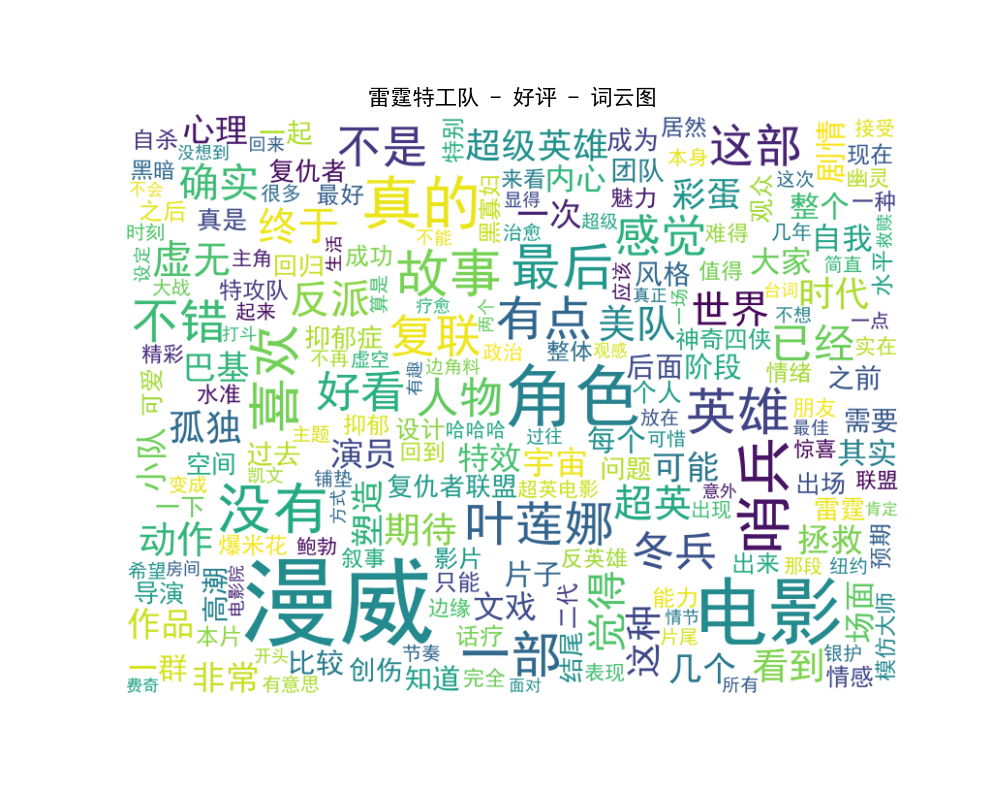 雷霆特工队 - 好评 - 词云图
自杀 心理 一起 不是 特别 超级英雄 成为 居然 这部 剧情 接受
没想到 回来
黑暗 复仇者 来看 内心 团队 本身 现在
不会 确实 很多 最好 真的 黑寡妇 显得 一次 魅力 彩蛋 观众 这次 幽灵 一种
之后 真是 终于 超级 感觉 整个 几年 救赎
时刻 不能 治愈 难得 自我
设定 虚无 主角 回归 生活 成功 故事 最后 应该 风格 值得 大家 简直 水平
大战 特攻队 反派 算是 真正 一场 世界 台词 时代
不错 起来 疗愈 两个 有点 美队 不想 一点
打斗 喜欢 抑郁症 复联 神奇四侠 已经 实在
精彩 巴基 不再 虚空 政治 整体 观感 后面 阶段 情绪 之前
可爱 水准 好看 有趣 边角料 人物 角色 个人 英雄 朋友 需要
孤独 主题 抑郁 设计 哈哈哈 过往 每个 放在 可惜 最佳
小队 空间 过去 演员 回到 特效 宇宙 问题 可能 哨兵 惊喜 其实
变成 凯文 铺垫 复仇者联盟 超英电影 超英 意外 出场 联盟
一下 没有 方式 塑造 期待 叶莲娜 出现 雷霆 肯定
动作 爆米花 鲍勃 叙事 影片 反英雄 冬兵 出来 拯救 预期
希望 房间 那段 纽约
导演 高潮 电影院 漫威 只能 片子 二代 觉得 能力 电影 场面 模仿大师
作品 本片 边缘 文戏 情节
话疗 一部 结尾 这种 片尾
一群 开头 比较 创伤 节奏 几个 看到 银护
非常 有意思 知道 完全 表现 情感
费奇 面对 所有